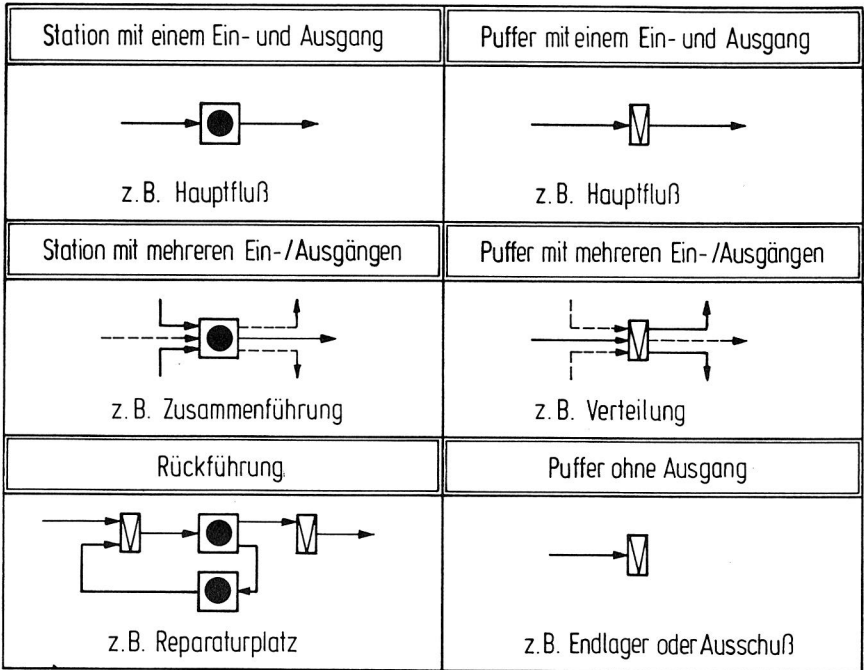 Station mit einem Ein- und Ausgang
Puffer mit einem Ein- und Ausgang
z.B. Hauptfluß
z.B. Hauptfluß
Station mit mehreren Ein-/Ausgängen
Puffer mit mehreren Ein-/Ausgängen
z.B. Zusammenführung
z.B. Verteilung
Rückführung
Puffer ohne Ausgang
z.B. Reparaturplatz
z.B. Endlager oder Ausschuß